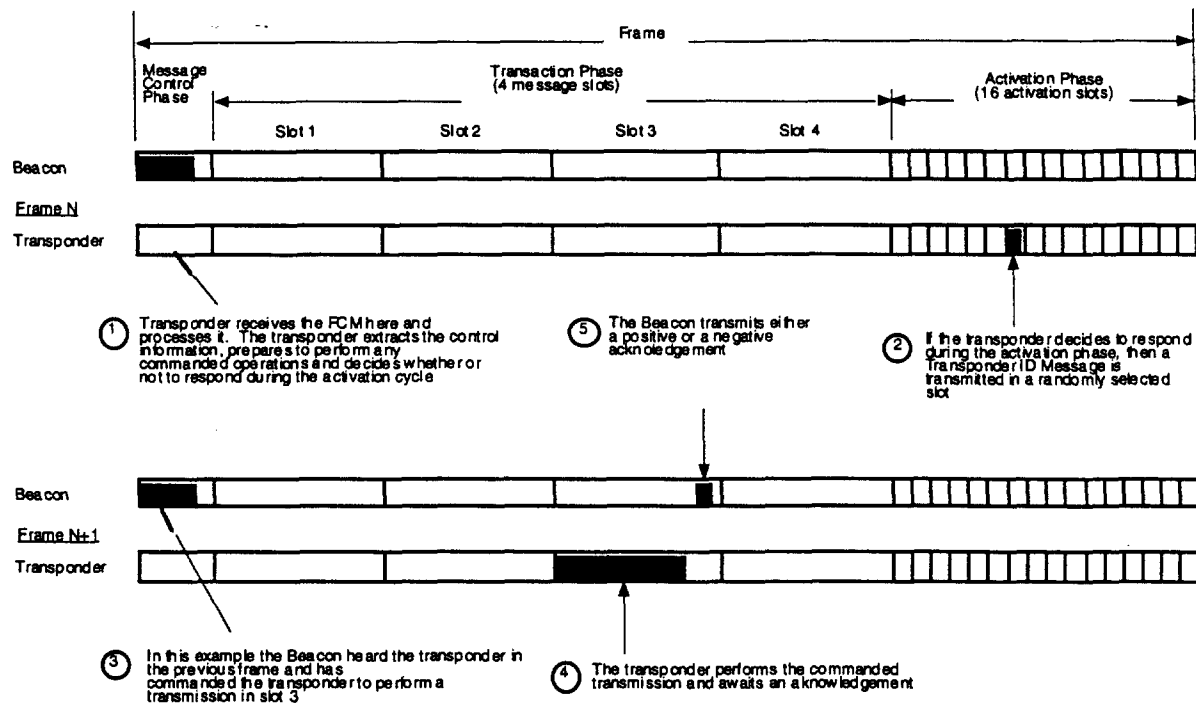 Frame
Message
Control
Phase
Transaction Phase
(4 message slots)
Activation Phase
(16 activation slots)
Slot 1
Slot 2
Slot 3
Slot 4
Beacon
Frame N
Transponder
1
Transponder receives the FCM here and
processes it. The transponder extracts the control
information, prepares to perform any
commanded operations and decides whether or
not to respond during the activation cycle
5
The Beacon transmits either
a positive or a negative
acknoledgement
2
If the transponder decides to respond
during the activation phase, then a
Transponder ID Message is
transmitted in a randomly selected
slot
Beacon
Frame N+1
Transponder
3
In this example the Beacon heard the transponder in
the previous frame and has
commanded the transponder to perform a
transmission in slot 3
4
The transponder performs the commanded
transmission and awaits an aknowledgement